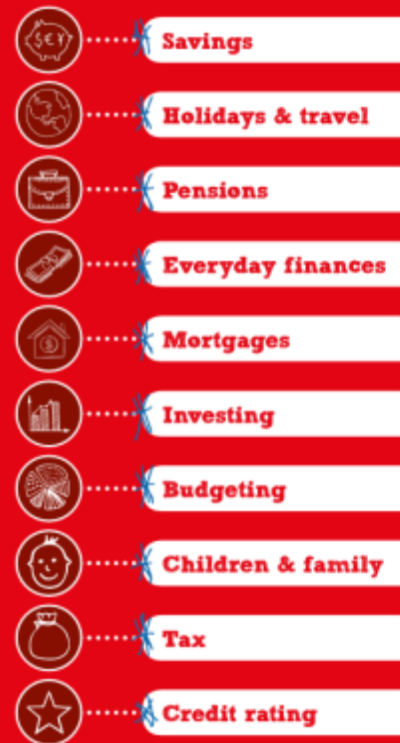 $€¥
Savings
Holidays & travel
Pensions
Everyday finances
Mortgages
$
Investing
Budgeting
Children & family
Tax
Credit rating